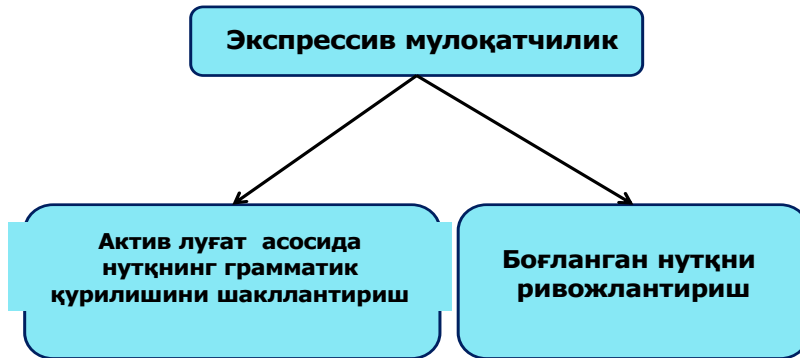 Экспрессив мулоқатчилик
Актив луғат асосида
нутқнинг грамматик
қурилишини шакллантириш
Боғланган нутқни
ривожлантириш